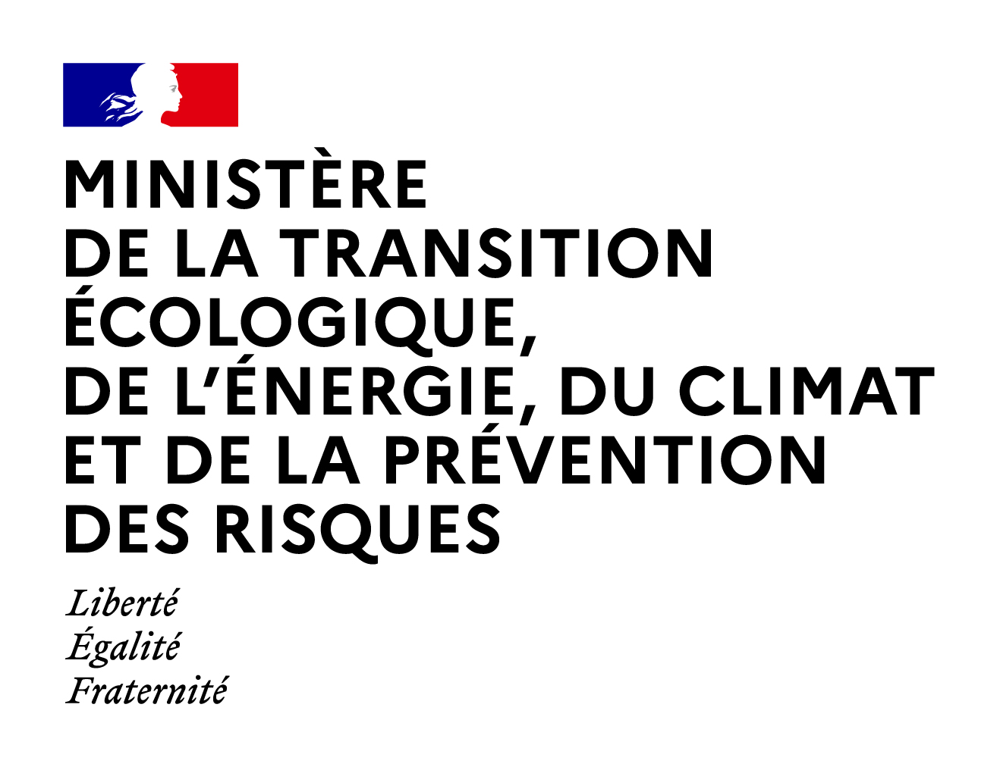 MINISTÈRE
DE LA TRANSITION
ÉCOLOGIQUE,
DE L’ÉNERGIE, DU CLIMAT
ET DE LA PRÉVENTION
DES RISQUES
Liberté
Égalité
Fraternité